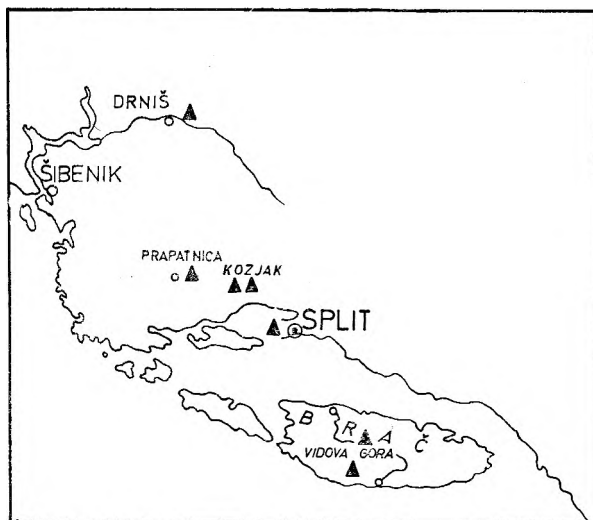 DRNIŠ
ŠIBENIK
PRAPATNICA
KOZJAK
SPLIT
B R A Č
VIDOVA GORA